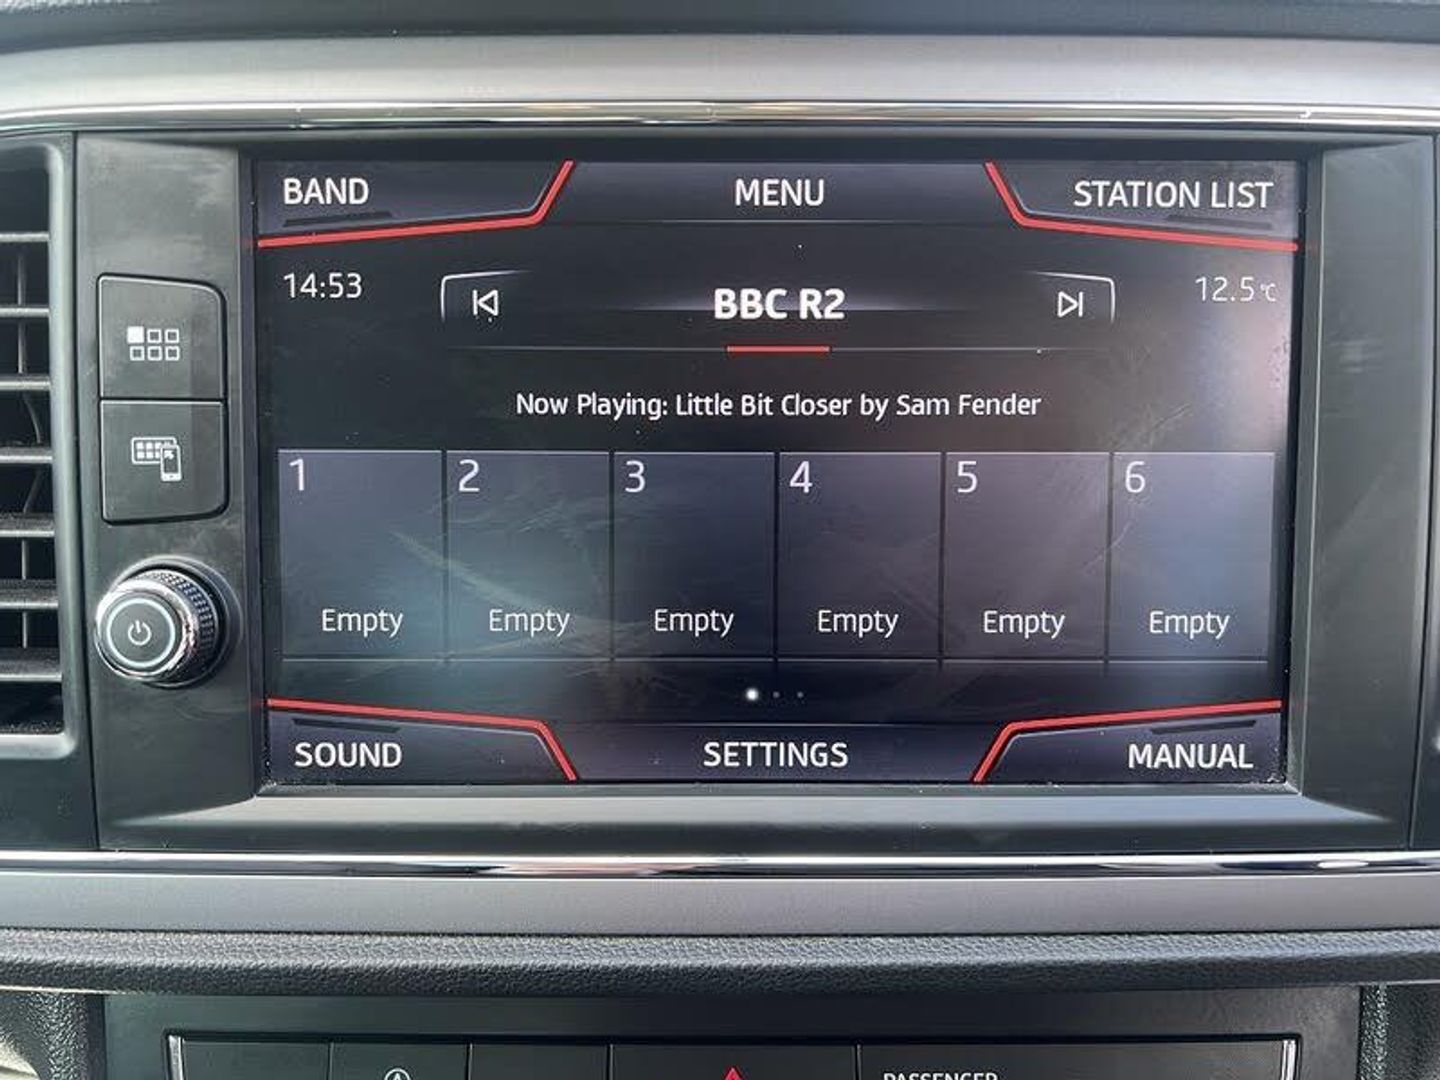 BAND MENU STATION LIST
14:53 BBC R2 12.5°C
Now Playing: Little Bit Closer by Sam Fender
1 2 3 4 5 6
Empty Empty Empty Empty Empty Empty
SOUND SETTINGS MANUAL
PASSENGER